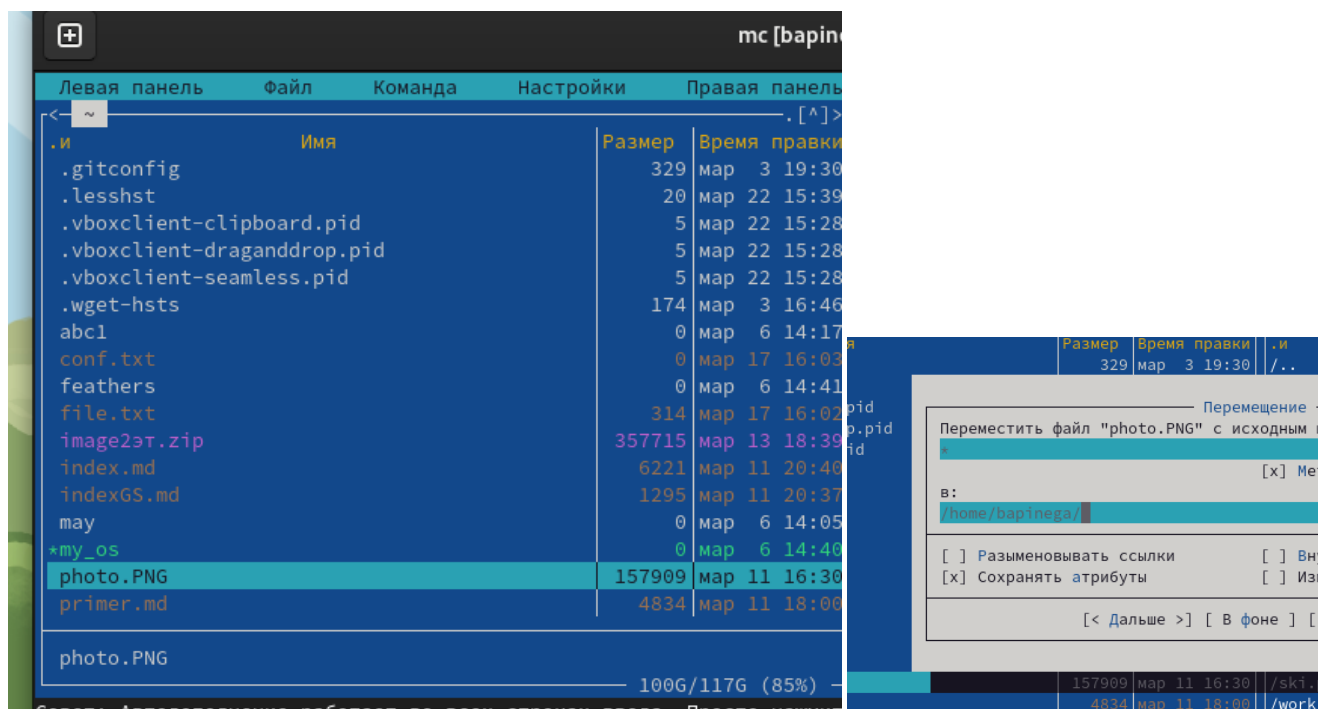 mc [bapine
Левая панель Файл Команда Настройки Правая панель
<─ ~ .[^]>
.и Имя Размер Время правки
.gitconfig 329 мар 3 19:30
.lesshst 20 мар 22 15:39
.vboxclient-clipboard.pid 5 мар 22 15:28
.vboxclient-draganddrop.pid 5 мар 22 15:28
.vboxclient-seamless.pid 5 мар 22 15:28
.wget-hsts 174 мар 3 16:46
abc1 0 мар 6 14:17
conf.txt 0 мар 17 16:03
feathers 0 мар 6 14:41
file.txt 314 мар 17 16:02
image2эт.zip 357715 мар 13 18:39
index.md 6221 мар 11 20:40
indexGS.md 1295 мар 11 20:37
may 0 мар 6 14:05
*my_os 0 мар 6 14:40
photo.PNG 157909 мар 11 16:30
primer.md 4834 мар 11 18:00
photo.PNG
100G/117G (85%)
я Размер Время правки .и
329 мар 3 19:30 /..
pid
p.pid
id
Перемещение
Переместить файл "photo.PNG" с исходным
*
[x] Ме
в:
/home/bapinega/
[ ] Разыменовывать ссылки [ ] Вн
[x] Сохранять атрибуты [ ] Из
[< Дальше >] [ В фоне ] [
157909 мар 11 16:30 /ski.
4834 мар 11 18:00 /work